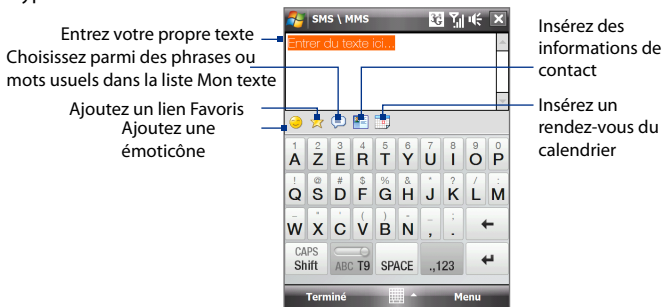 SMS \ MMS
Entrez votre propre texte
Entrer du texte ici...
Choisissez parmi des phrases ou
mots usuels dans la liste Mon texte
Ajoutez un lien Favoris
Ajoutez une
émoticône
Insérez des
informations de
contact
Insérez un
rendez-vous du
calendrier
1 2 3 4 5 6 7 8 9 0
A Z E R T Y U I O P
! @ # $ % & * ? / :
Q S D F G H J K L M
W X C V B N , .
CAPS
Shift ABC T9 SPACE .,123
Terminé Menu